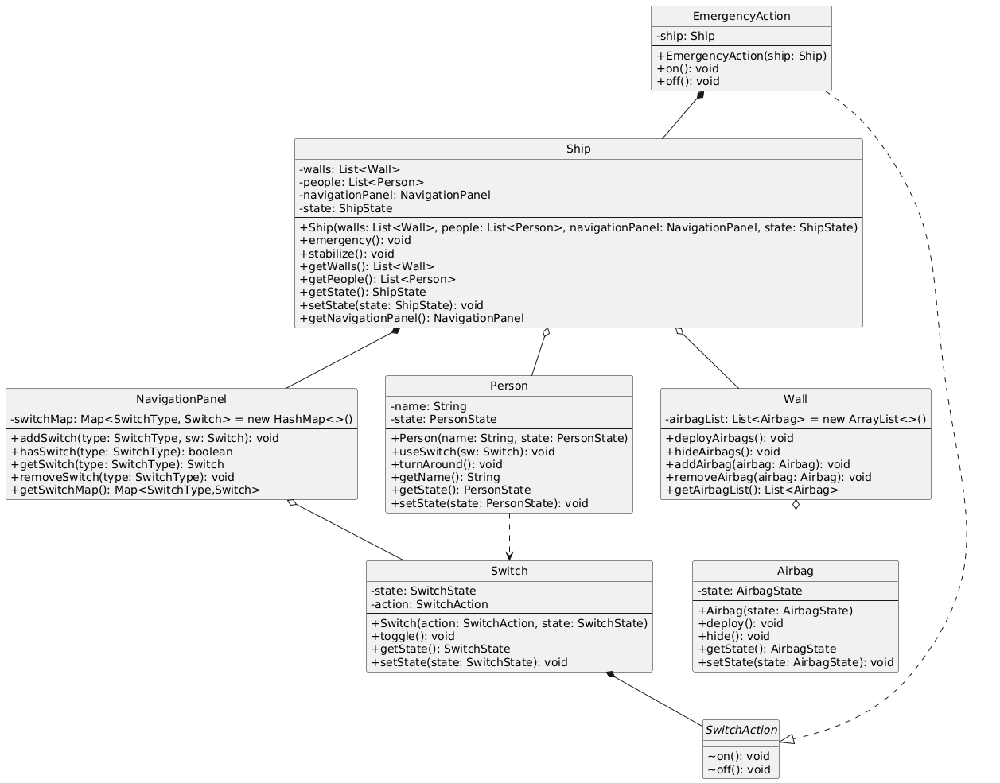 EmergencyAction
-ship: Ship
+EmergencyAction(ship: Ship)
+on(): void
+off(): void
Ship
-walls: List<Wall>
-people: List<Person>
-navigationPanel: NavigationPanel
-state: ShipState
+Ship(walls: List<Wall>, people: List<Person>, navigationPanel: NavigationPanel, state: ShipState)
+emergency(): void
+stabilize(): void
+getWalls(): List<Wall>
+getPeople(): List<Person>
+getState(): ShipState
+setState(state: ShipState): void
+getNavigationPanel(): NavigationPanel
NavigationPanel
-switchMap: Map<SwitchType, Switch> = new HashMap<>()
+addSwitch(type: SwitchType, sw: Switch): void
+hasSwitch(type: SwitchType): boolean
+getSwitch(type: SwitchType): Switch
+removeSwitch(type: SwitchType): void
+getSwitchMap(): Map<SwitchType,Switch>
Person
-name: String
-state: PersonState
+Person(name: String, state: PersonState)
+useSwitch(sw: Switch): void
+turnAround(): void
+getName(): String
+getState(): PersonState
+setState(state: PersonState): void
Wall
-airbagList: List<Airbag> = new ArrayList<>()
+deployAirbags(): void
+hideAirbags(): void
+addAirbag(airbag: Airbag): void
+removeAirbag(airbag: Airbag): void
+getAirbagList(): List<Airbag>
Switch
-state: SwitchState
-action: SwitchAction
+Switch(action: SwitchAction, state: SwitchState)
+toggle(): void
+getState(): SwitchState
+setState(state: SwitchState): void
Airbag
-state: AirbagState
+Airbag(state: AirbagState)
+deploy(): void
+hide(): void
+getState(): AirbagState
+setState(state: AirbagState): void
SwitchAction
~on(): void
~off(): void